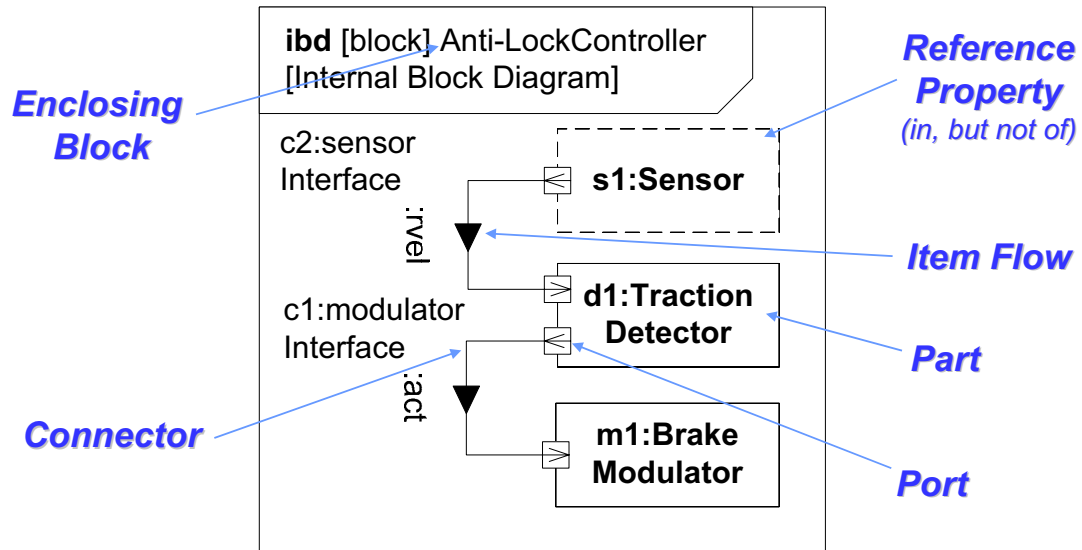 ibd [block] Anti-LockController
[Internal Block Diagram]
Enclosing
Block
Reference
Property
(in, but not of)
c2:sensor
Interface
s1:Sensor
:rvel
Item Flow
c1:modulator
Interface
d1:Traction
Detector
Part
:act
Connector
m1:Brake
Modulator
Port